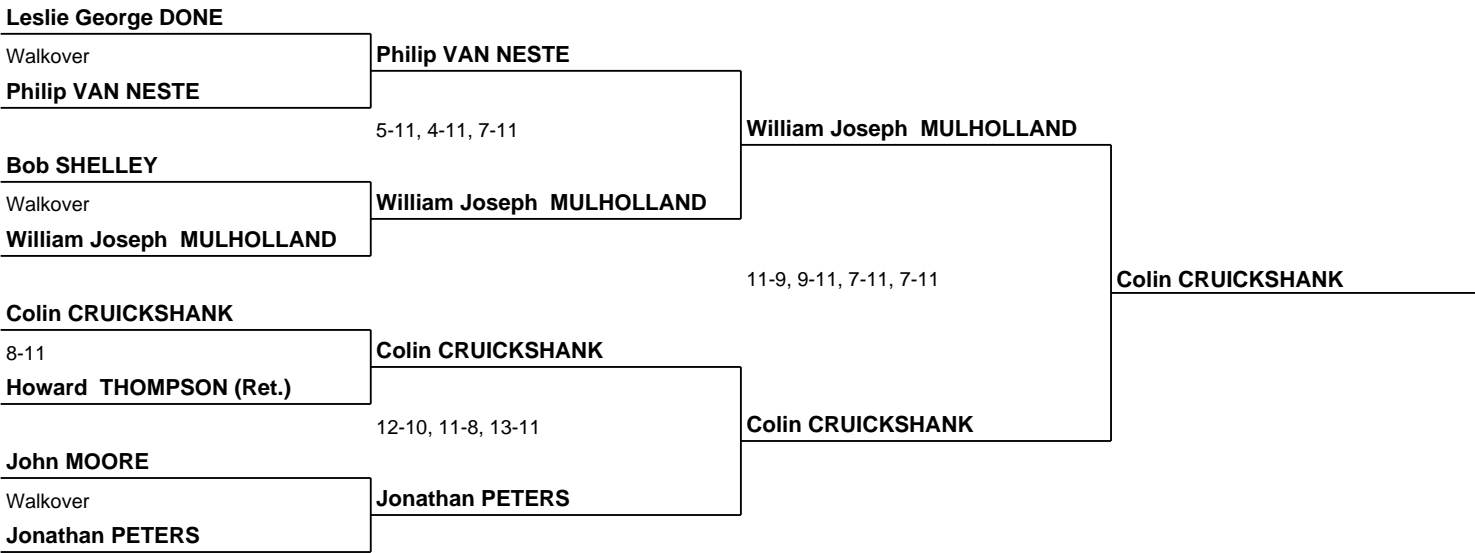 Leslie George DONE
Walkover
Philip VAN NESTE
Philip VAN NESTE
5-11, 4-11, 7-11
William Joseph  MULHOLLAND
Bob SHELLEY
Walkover
William Joseph  MULHOLLAND
William Joseph  MULHOLLAND
11-9, 9-11, 7-11, 7-11
Colin CRUICKSHANK
Colin CRUICKSHANK
8-11
Colin CRUICKSHANK
Howard  THOMPSON (Ret.)
12-10, 11-8, 13-11
Colin CRUICKSHANK
John MOORE
Walkover
Jonathan PETERS
Jonathan PETERS